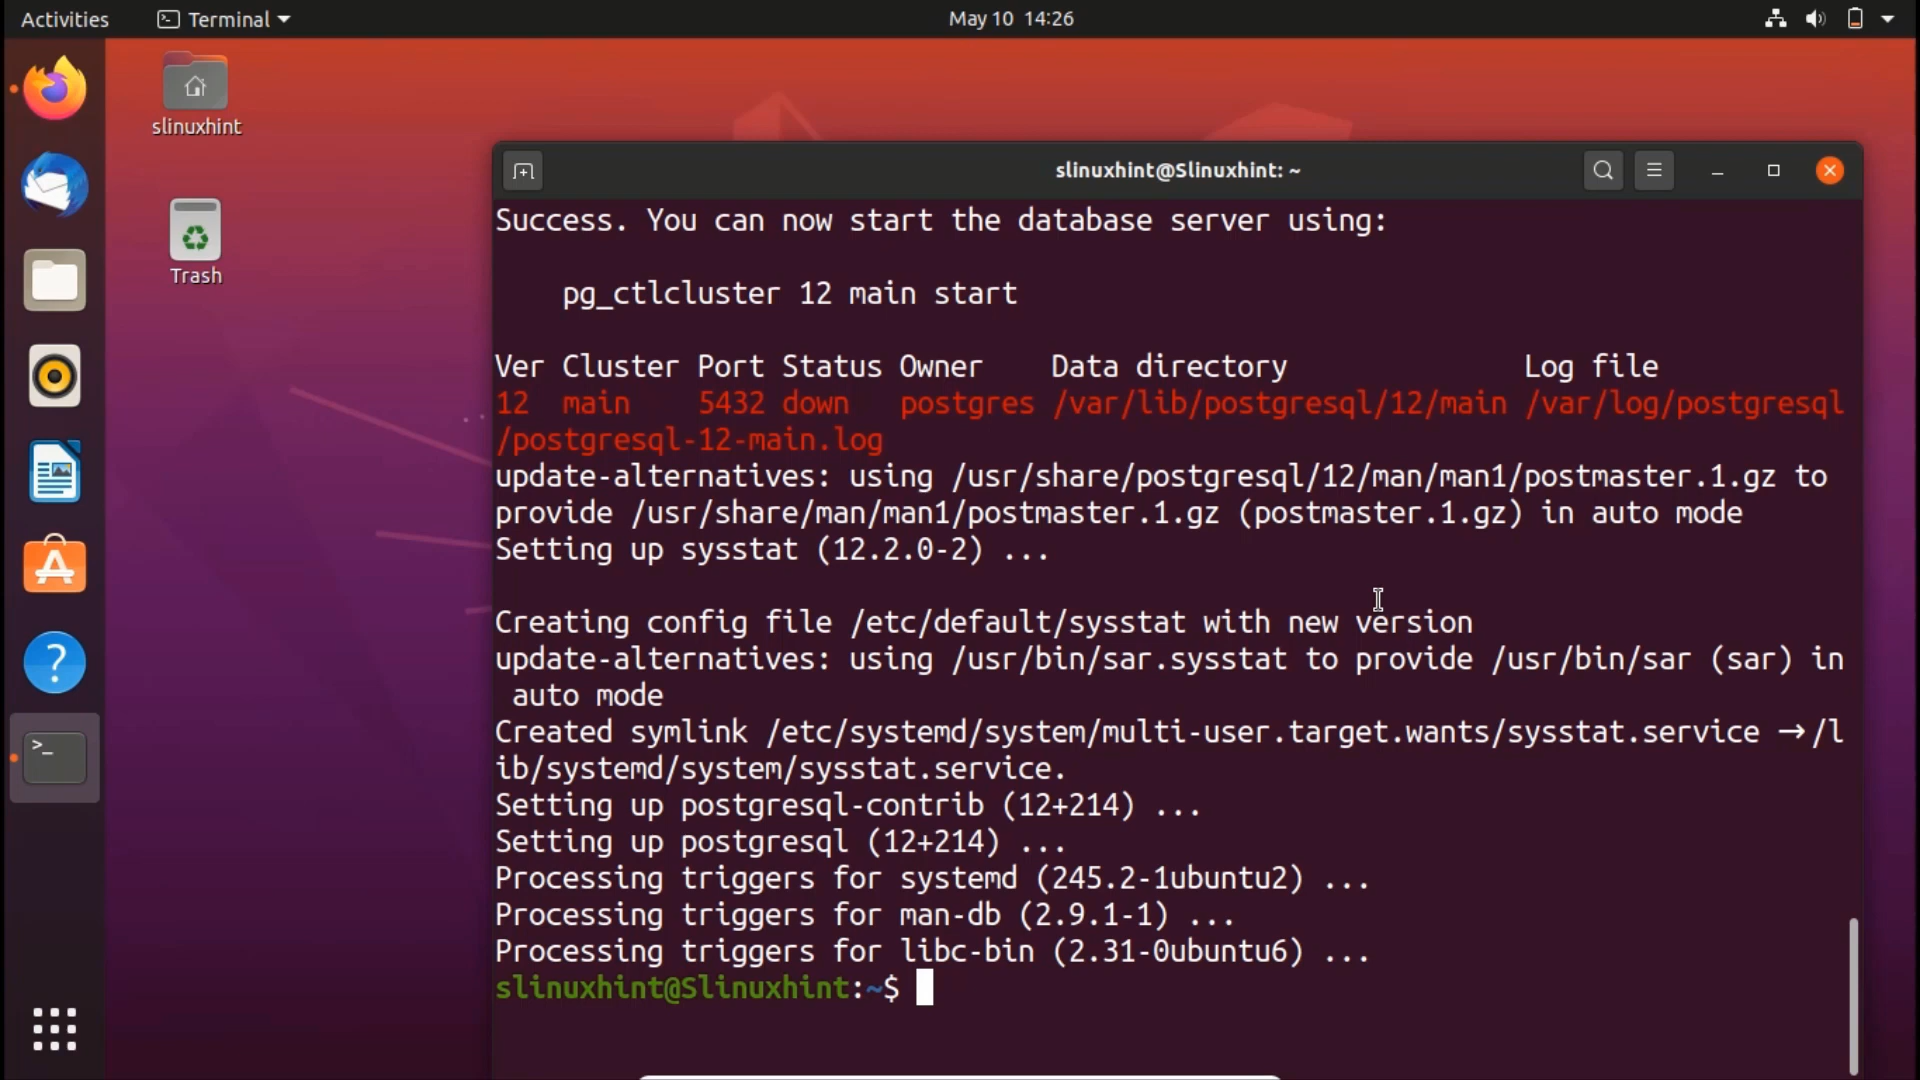 Activities Terminal May 10 14:26
slinuxhint
Trash
slinuxhint@Slinuxhint: ~
Success. You can now start the database server using:
pg_ctlcluster 12 main start
Ver Cluster Port Status Owner Data directory Log file
12 main 5432 down postgres /var/lib/postgresql/12/main /var/log/postgresql
/postgresql-12-main.log
update-alternatives: using /usr/share/postgresql/12/man/man1/postmaster.1.gz to
provide /usr/share/man/man1/postmaster.1.gz (postmaster.1.gz) in auto mode
Setting up sysstat (12.2.0-2) ...
Creating config file /etc/default/sysstat with new version
update-alternatives: using /usr/bin/sar.sysstat to provide /usr/bin/sar (sar) in
auto mode
Created symlink /etc/systemd/system/multi-user.target.wants/sysstat.service → /l
ib/systemd/system/sysstat.service.
Setting up postgresql-contrib (12+214) ...
Setting up postgresql (12+214) ...
Processing triggers for systemd (245.2-1ubuntu2) ...
Processing triggers for man-db (2.9.1-1) ...
Processing triggers for libc-bin (2.31-0ubuntu6) ...
slinuxhint@Slinuxhint:~$